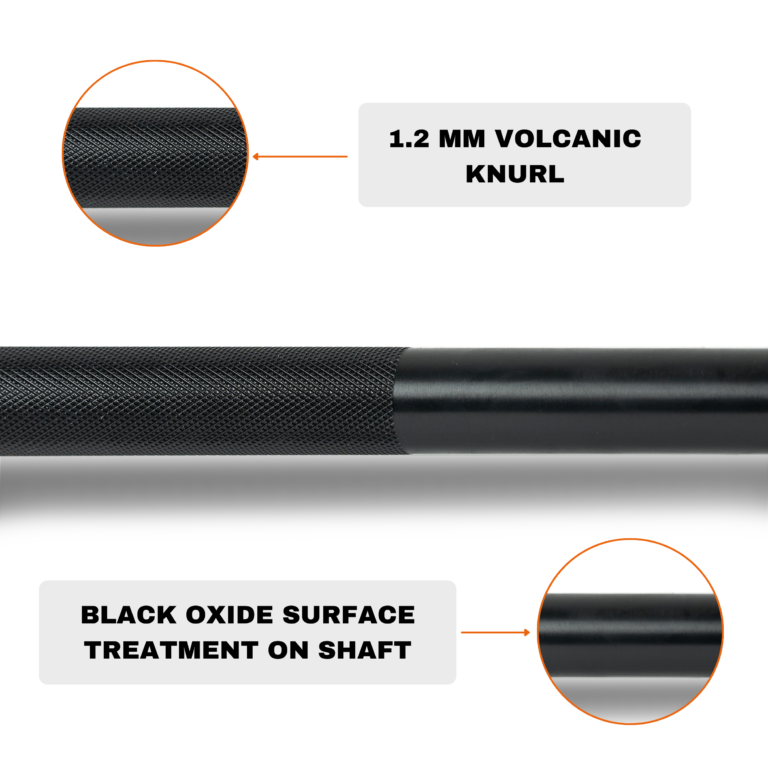 1.2 MM VOLCANIC
KNURL
BLACK OXIDE SURFACE
TREATMENT ON SHAFT